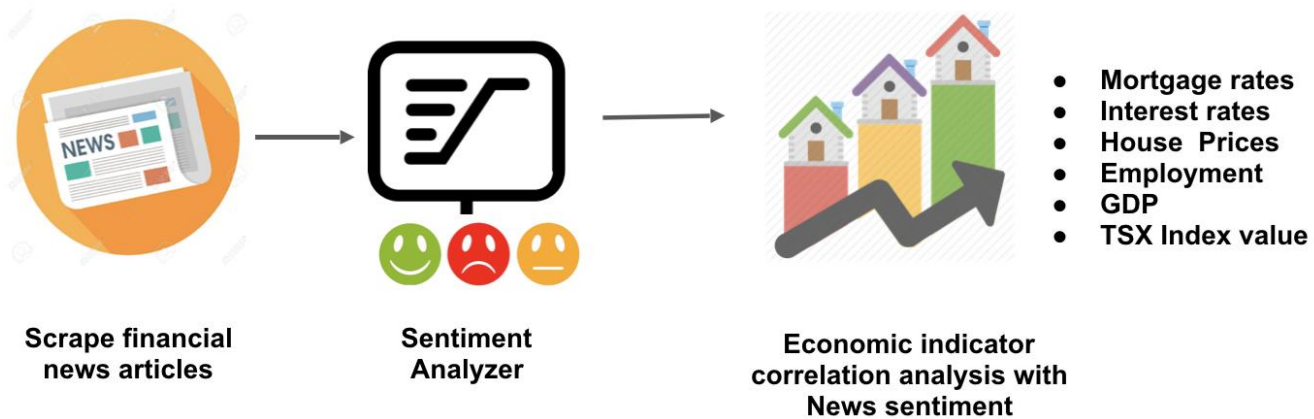 NEWS
Scrape financial
news articles
Sentiment
Analyzer
Economic indicator
correlation analysis with
News sentiment
● Mortgage rates
● Interest rates
● House Prices
● Employment
● GDP
● TSX Index value